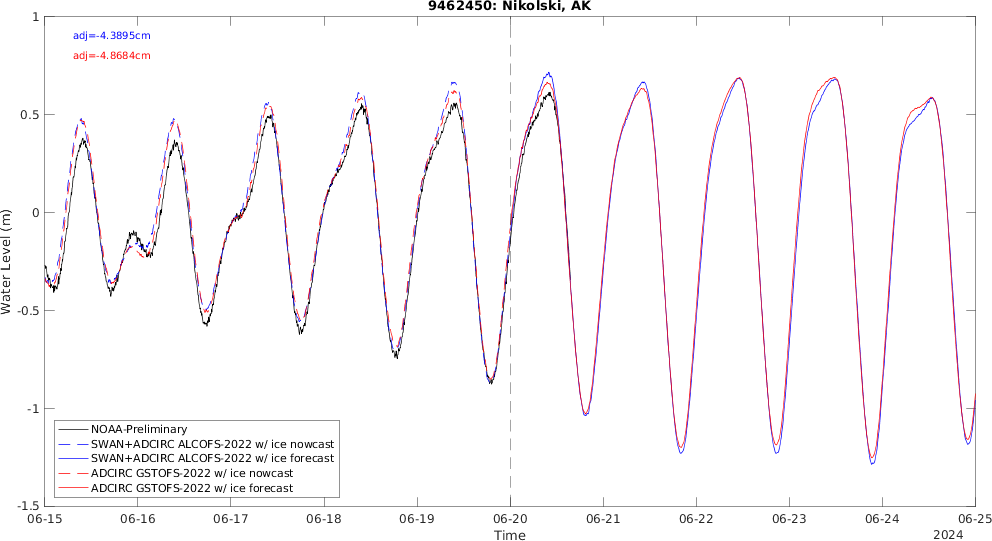 9462450: Nikolski, AK
adj=-4.3895cm
adj=-4.8684cm
1
0.5
0
-0.5
-1
-1.5
Water Level (m)
NOAA-Preliminary
SWAN+ADCIRC ALCOFS-2022 w/ ice nowcast
SWAN+ADCIRC ALCOFS-2022 w/ ice forecast
ADCIRC GSTOFS-2022 w/ ice nowcast
ADCIRC GSTOFS-2022 w/ ice forecast
06-15 06-16 06-17 06-18 06-19 06-20 06-21 06-22 06-23 06-24 06-25
Time
2024